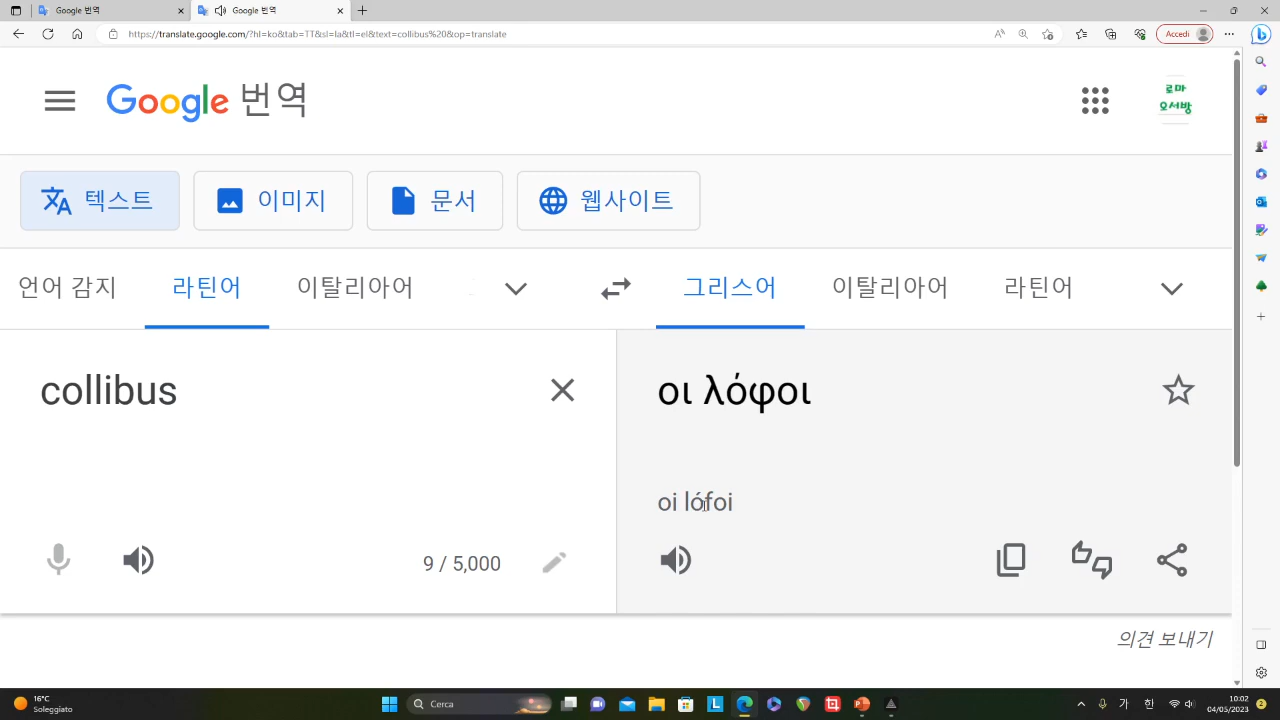 Google 번역
Google 번역
https://translate.google.com/?hl=ko&tab=TT&sl=la&tl=el&text=collibus%20&op=translate
Accedi
Google 번역
로마
오서방
텍스트
이미지
문서
웹사이트
언어 감지
라틴어
이탈리아어
그리스어
이탈리아어
라틴어
collibus
οι λόφοι
oi lófoi
9 / 5,000
의견 보내기
16°C
Soleggiato
Cerca
가
한
10:02
04/05/2023
2